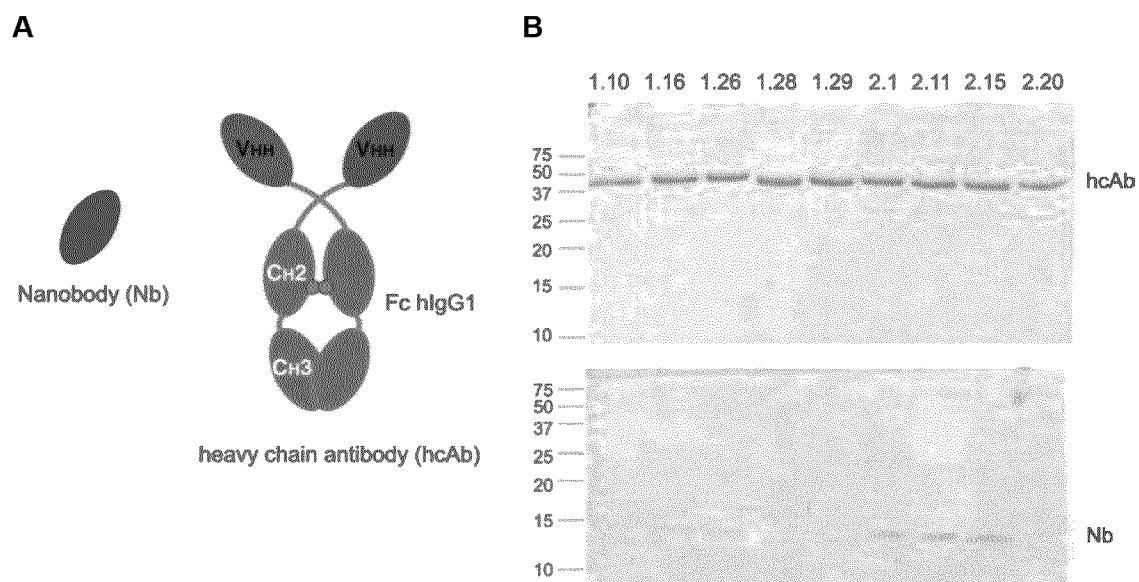 A
VHH VHH
CH2
Fc hIgG1
CH3
Nanobody (Nb)
heavy chain antibody (hcAb)
B
1.10 1.16 1.26 1.28 1.29 2.1 2.11 2.15 2.20
75
50
37
25
20
15
10
hcAb
75
50
37
25
20
15
10
Nb